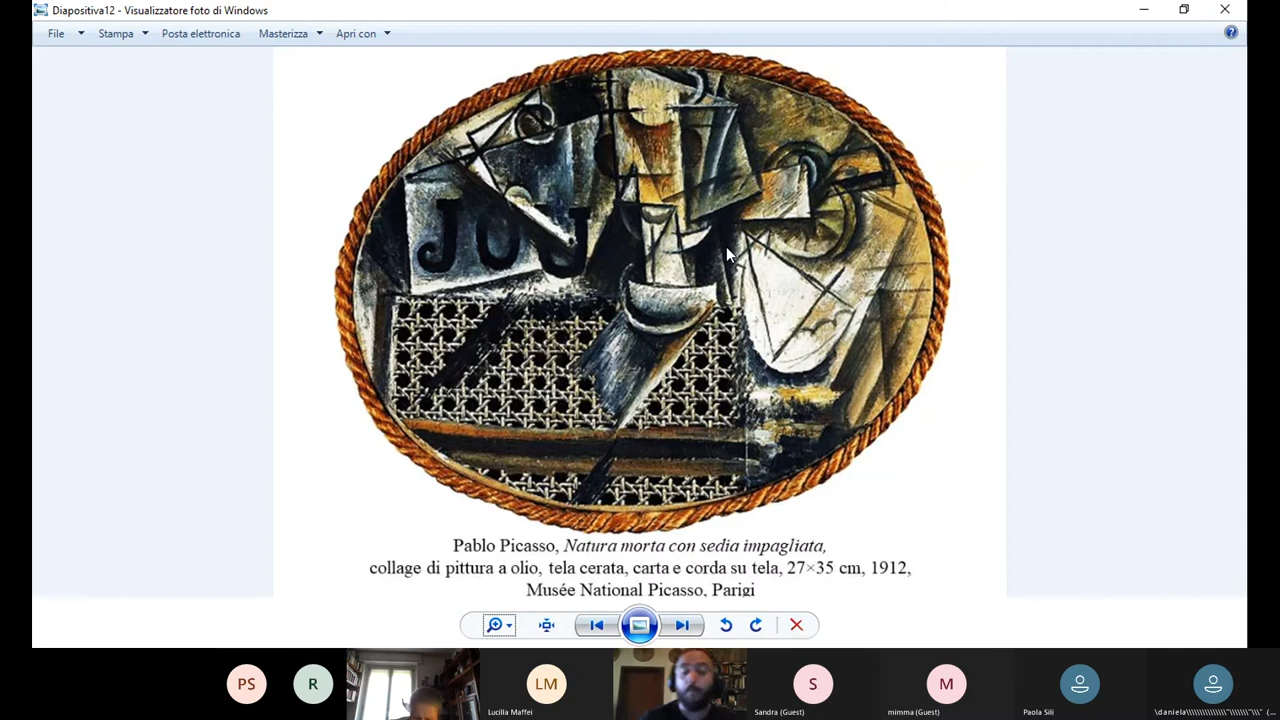 Diapositiva12 - Visualizzatore foto di Windows
File Stampa Posta elettronica Masterizza Apri con
JOU
Pablo Picasso, Natura morta con sedia impagliata,
collage di pittura a olio, tela cerata, carta e corda su tela, 27×35 cm, 1912,
Musée National Picasso, Parigi
PS R LM S M
Lucilla Maffei Sandra (Guest) mimma (Guest) Paola Sili